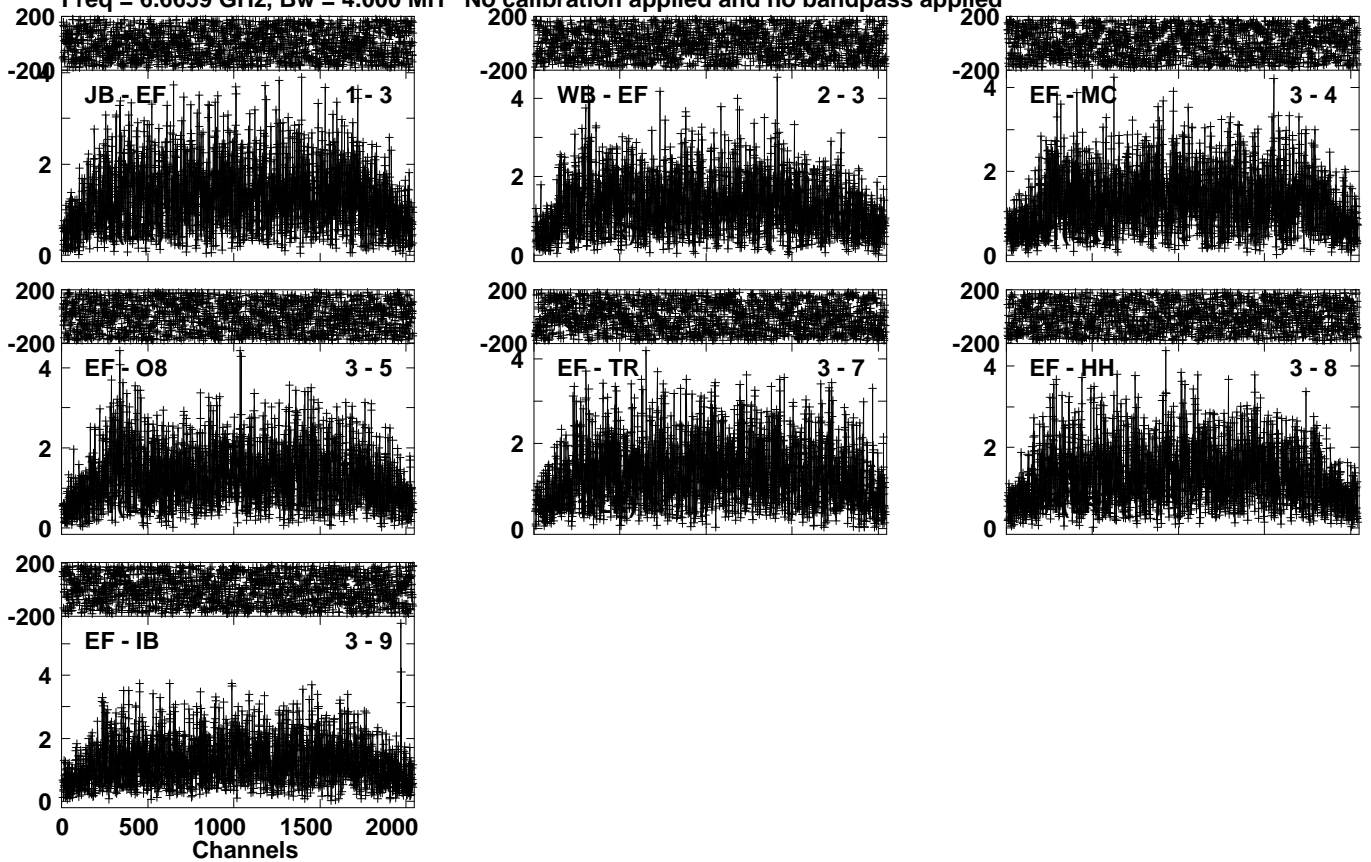 Freq = 6.6659 GHz, Bw = 4.000 MH No calibration applied and no bandpass applied
200 200 200
-200 -200 -200
4 4 4
JB - EF 1 - 3 WB - EF 2 - 3 EF - MC 3 - 4
2 2 2
0 0 0
200 200 200
-200 -200 -200
EF - O8 3 - 5 EF - TR 3 - 7 EF - HH 3 - 8
4 4 4
2 2 2
0 0 0
200
-200
EF - IB 3 - 9
4
2
0
0 500 1000 1500 2000
Channels